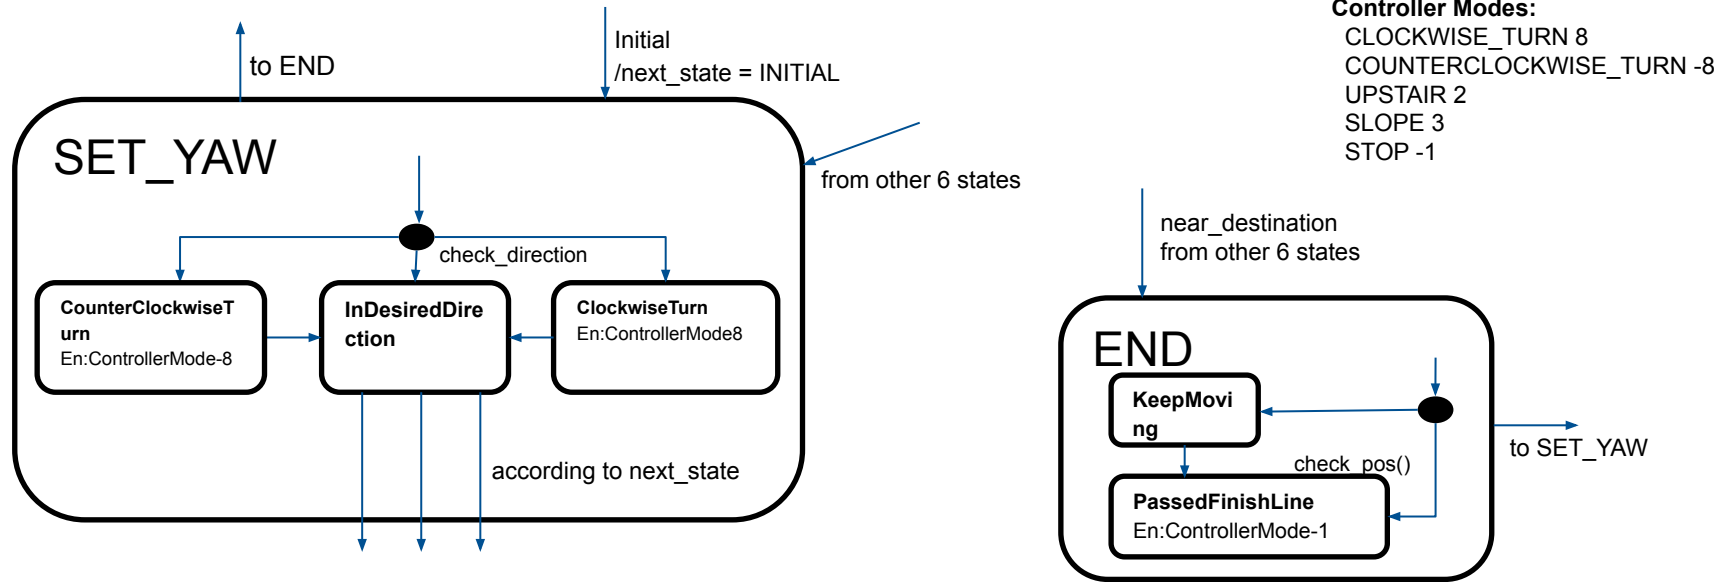 to END
Initial
/next_state = INITIAL
SET_YAW
from other 6 states
check_direction
CounterClockwiseT
urn
En:ControllerMode-8
InDesiredDire
ction
ClockwiseTurn
En:ControllerMode8
according to next_state
Controller Modes:
CLOCKWISE_TURN 8
COUNTERCLOCKWISE_TURN -8
UPSTAIR 2
SLOPE 3
STOP -1
near_destination
from other 6 states
END
KeepMovi
ng
check_pos()
PassedFinishLine
En:ControllerMode-1
to SET_YAW